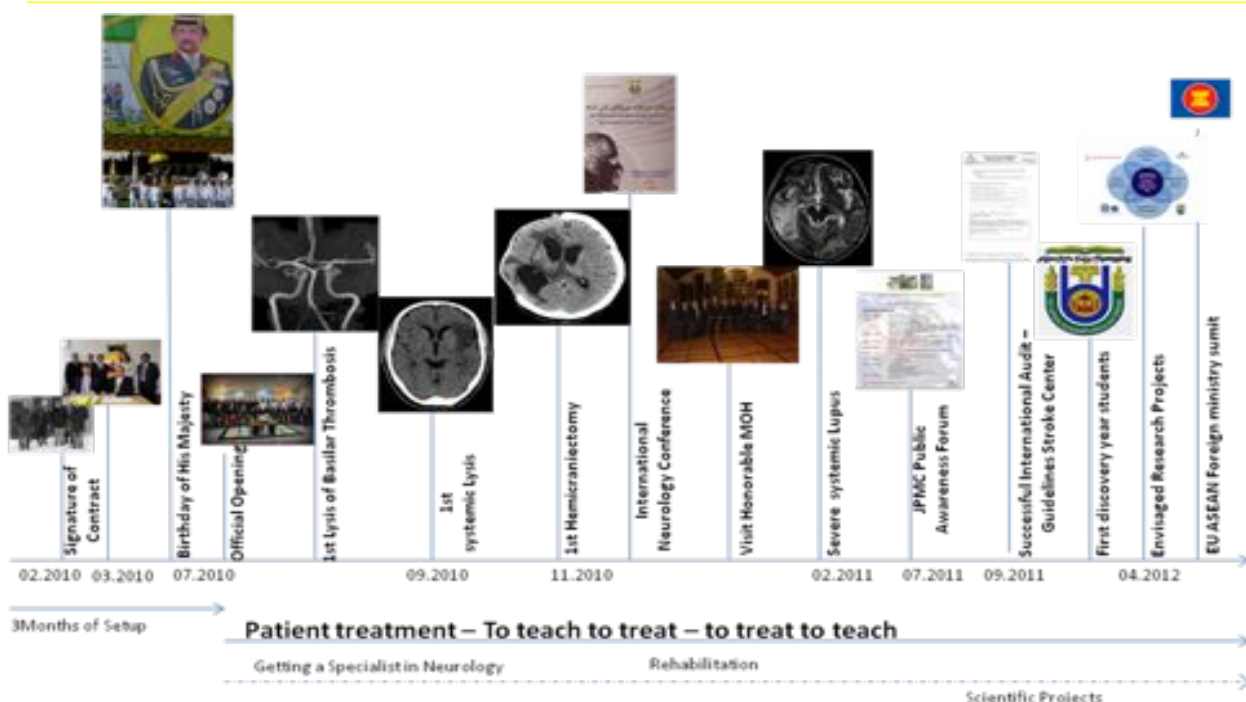 Signature of
Contract
Birthday of His Majesty
Official Opening
1st Lysis of Basilar Thrombosis
1st
systemic Lysis
1st Hemicraniectomy
International
Neurology Conference
Visit Honorable MOH
Severe systemic Lupus
JPMC Public
Awareness Forum
Successful International Audit –
Guidelines Stroke Center
First discovery year students
Envisaged Research Projects
EU ASEAN Foreign ministry sumit
02.2010
03.2010
07.2010
09.2010
11.2010
02.2011
07.2011
09.2011
04.2012
3Months of Setup
Patient treatment – To teach to treat – to treat to teach
Getting a Specialist in Neurology
Rehabilitation
Scientific Projects